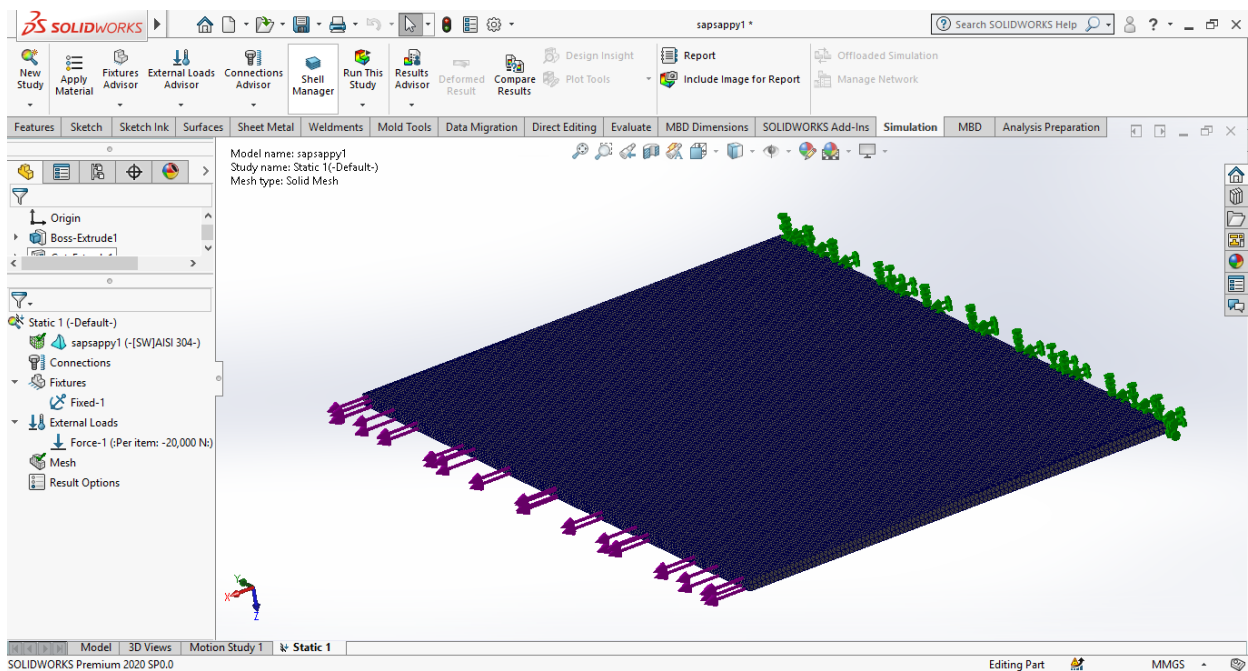 SOLIDWORKS
sapsappy1 *
Search SOLIDWORKS Help
?
New Study
Apply Material
Fixtures Advisor
External Loads Advisor
Connections Advisor
Shell Manager
Run This Study
Results Advisor
Deformed Result
Compare Results
Design Insight
Plot Tools
Report
Include Image for Report
Offloaded Simulation
Manage Network
Features Sketch Sketch Ink Surfaces Sheet Metal Weldments Mold Tools Data Migration Direct Editing Evaluate MBD Dimensions SOLIDWORKS Add-Ins Simulation MBD Analysis Preparation
Model name: sapsappy1
Study name: Static 1(-Default-)
Mesh type: Solid Mesh
Origin
Boss-Extrude1
Static 1 (-Default-)
sapsappy1 (-[SW]AISI 304-)
Connections
Fixtures
Fixed-1
External Loads
Force-1 (:Per item: -20,000 N:)
Mesh
Result Options
Y
X
Z
Model 3D Views Motion Study 1 Static 1
SOLIDWORKS Premium 2020 SP0.0
Editing Part
MMGS